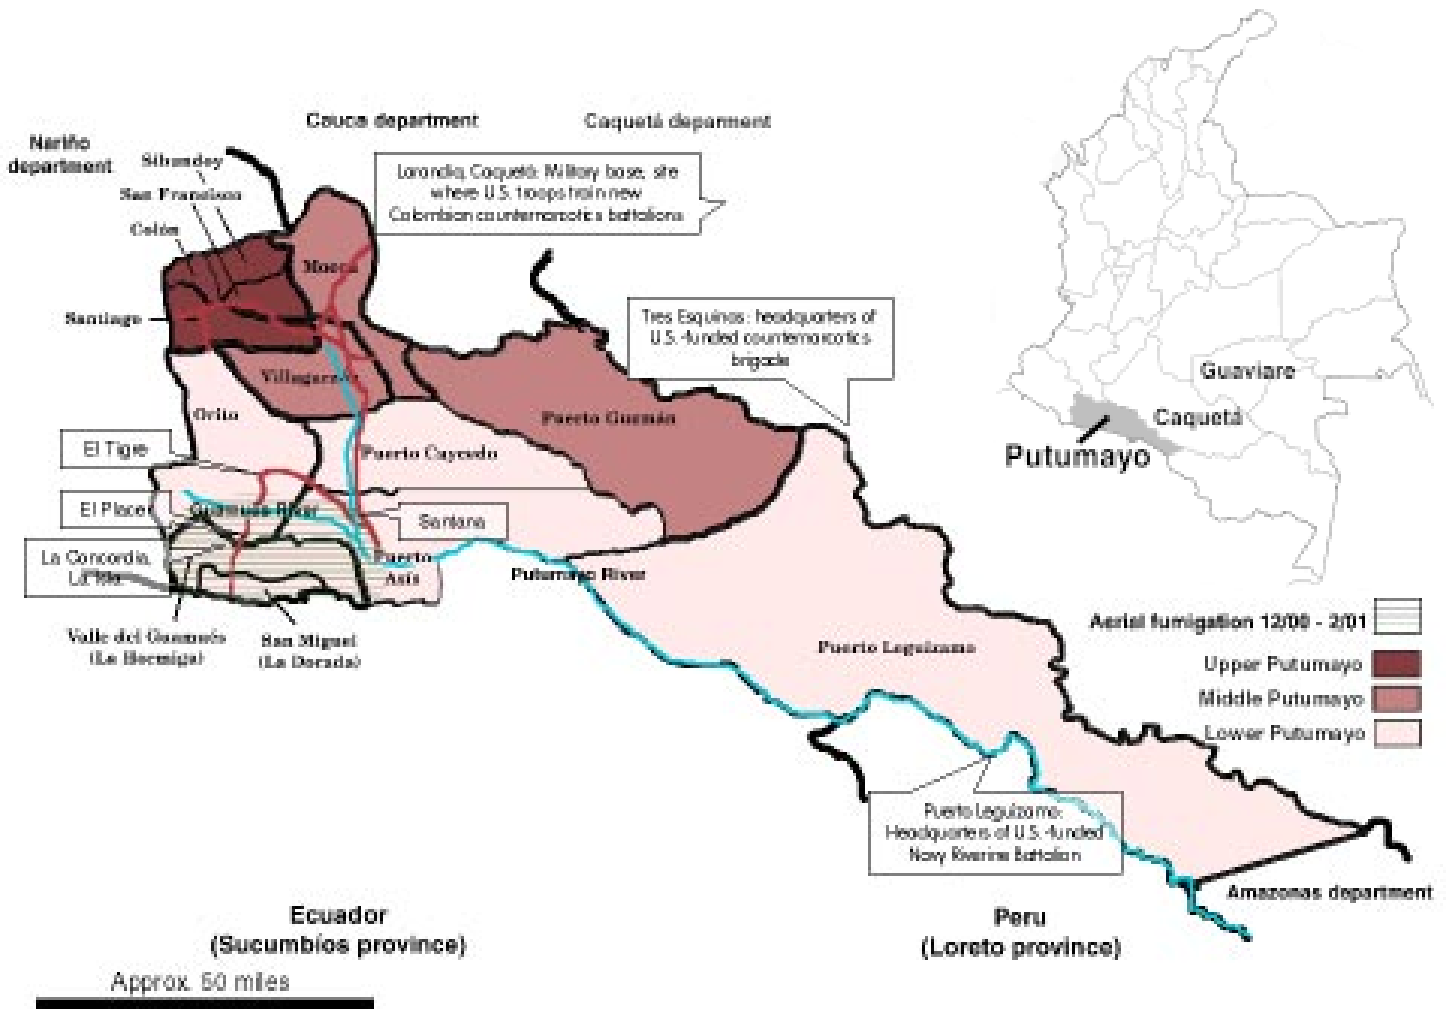 Cauca department
Caquetá deparment
Nariño
department
Sibundoy
San Francisco
Colón
Larandia, Caquetá: Military base, site
where U.S. troops train new
Colombian counternarcotics battalions
Mocoa
Santiago
Tres Esquinas: headquarters of
U.S.-funded counternarcotics
brigade
Villagarzón
Orito
Puerto Guzmán
El Tigre
Puerto Caycedo
El Placer
Guamués River
Santana
La Concordia,
La Isla
Puerto
Asís
Putumayo River
Valle del Guamués
(La Hormiga)
San Miguel
(La Dorada)
Puerto Leguízamo
Guaviare
Caquetá
Putumayo
Aerial fumigation 12/00 - 2/01
Upper Putumayo
Middle Putumayo
Lower Putumayo
Puerto Leguízamo:
Headquarters of U.S.-funded
Navy Riverine Battalion
Amazonas department
Ecuador
(Sucumbíos province)
Peru
(Loreto province)
Approx. 50 miles